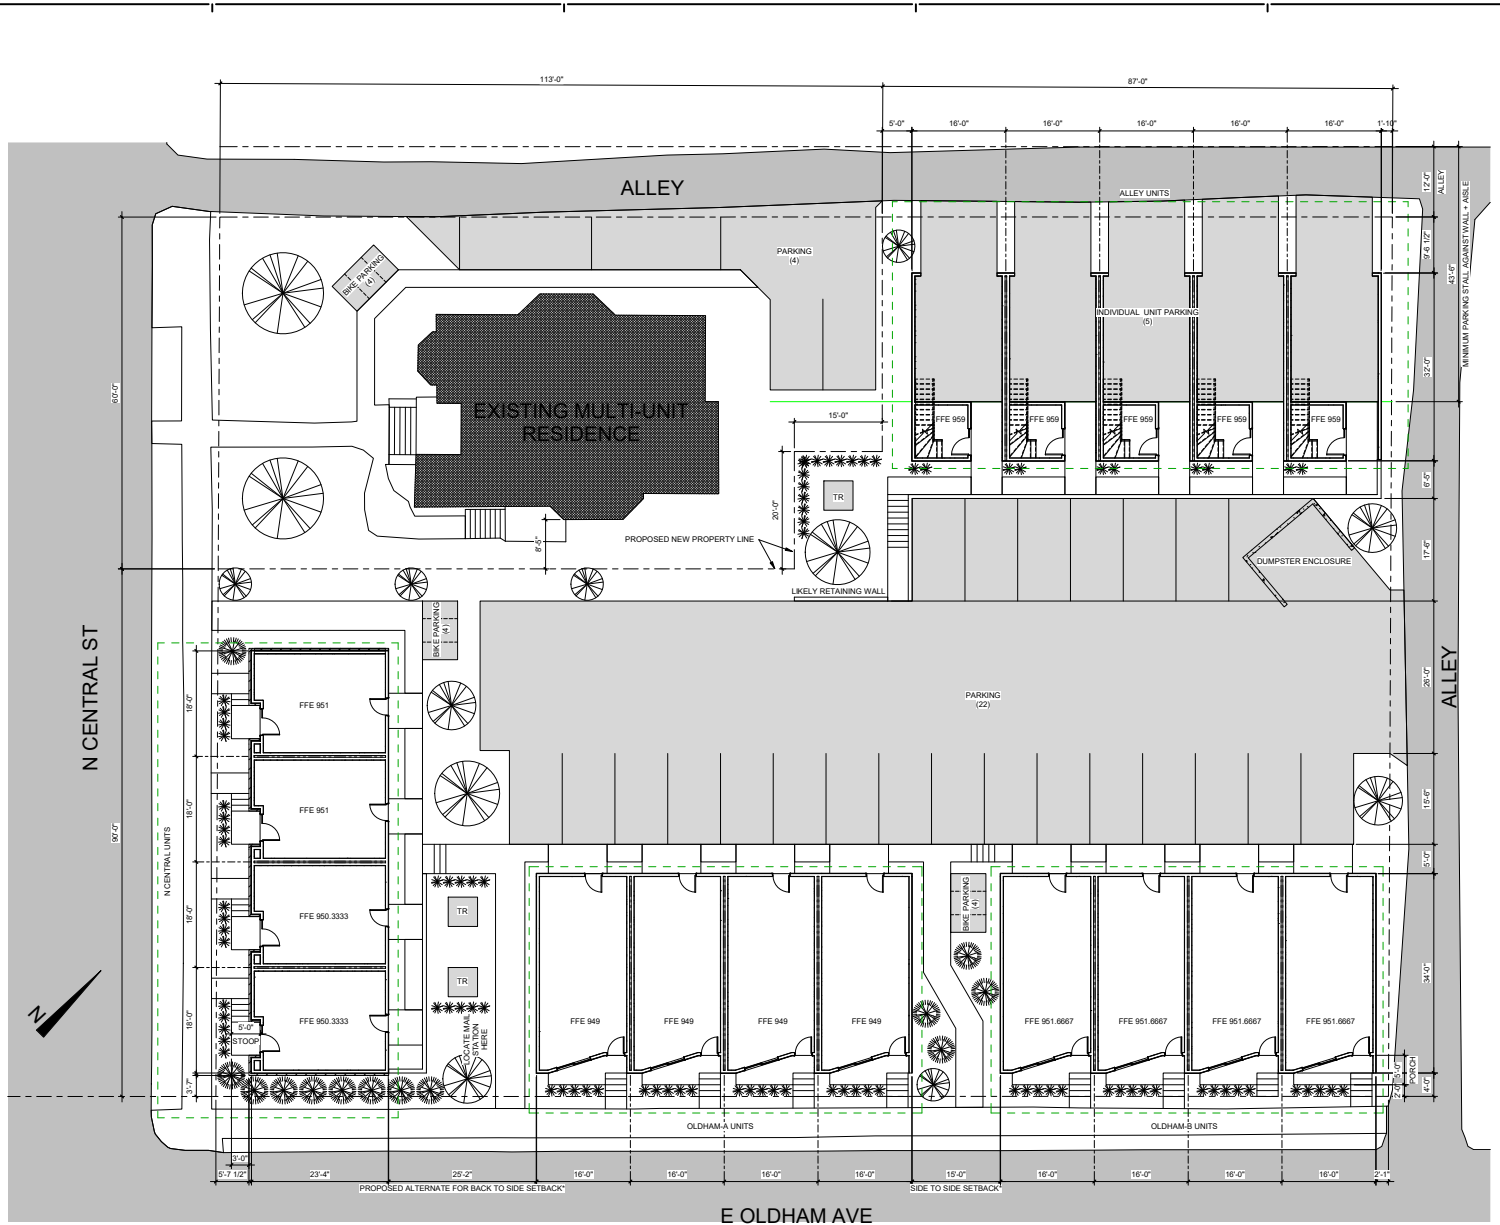 113'-0"
87'-0"
5'-0"
16'-0"
16'-0"
16'-0"
16'-0"
16'-0"
1'-10"
ALLEY
ALLEY UNITS
12'-0"
ALLEY
9'-6 1/2"
43'-6"
MINIMUM PARKING STALL AGAINST WALL + AISLE
PARKING
(4)
BIKE PARKING
(4)
INDIVIDUAL UNIT PARKING
(5)
32'-0"
60'-0"
EXISTING MULTI-UNIT
RESIDENCE
15'-0"
FFE 959
FFE 959
FFE 959
FFE 959
FFE 959
6'-5"
TR
20'-0"
8'-5"
PROPOSED NEW PROPERTY LINE
17'-6"
DUMPSTER ENCLOSURE
LIKELY RETAINING WALL
BIKE PARKING
(4)
N CENTRAL ST
90'-0"
18'-0"
FFE 951
PARKING
(22)
26'-0"
ALLEY
18'-0"
FFE 951
15'-6"
N CENTRAL UNITS
5'-0"
18'-0"
FFE 950.3333
TR
BIKE PARKING
(4)
34'-0"
TR
18'-0"
FFE 950.3333
5'-0"
STOOP
LOCATE MAIL
STATION
HERE
FFE 949
FFE 949
FFE 949
FFE 949
FFE 951.6667
FFE 951.6667
FFE 951.6667
FFE 951.6667
N
3'-7"
5'-0"
PORCH
2'-0"
4'-0"
OLDHAM-A UNITS
OLDHAM-B UNITS
3'-0"
5'-7 1/2"
23'-4"
25'-2"
16'-0"
16'-0"
16'-0"
16'-0"
15'-0"
16'-0"
16'-0"
16'-0"
16'-0"
2'-1"
PROPOSED ALTERNATE FOR BACK TO SIDE SETBACK*
SIDE TO SIDE SETBACK*
E OLDHAM AVE